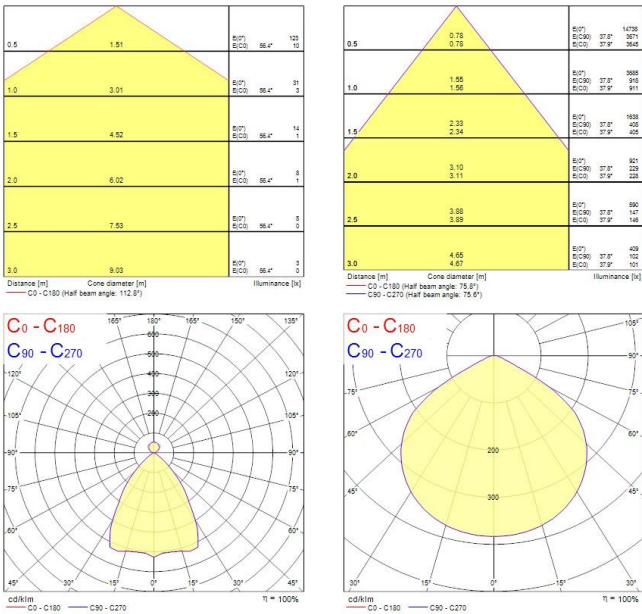 E(0°) 123
0.5 1.51 E(C0) 56.4° 10
E(0°) 31
1.0 3.01 E(C0) 56.4° 3
E(0°) 14
1.5 4.52 E(C0) 56.4° 1
E(0°) 8
2.0 6.02 E(C0) 56.4° 1
E(0°) 5
2.5 7.53 E(C0) 56.4° 0
E(0°) 3
3.0 9.03 E(C0) 56.4° 0
Distance [m] Cone diameter [m] Illuminance [lx]
C0 - C180 (Half beam angle: 112.8°)
E(0°) 14736
0.78 E(C90) 37.8° 3671
0.5 0.78 E(C0) 37.9° 3645
E(0°) 3685
1.55 E(C90) 37.8° 918
1.0 1.56 E(C0) 37.9° 911
E(0°) 1638
2.33 E(C90) 37.8° 408
1.5 2.34 E(C0) 37.9° 405
E(0°) 921
3.10 E(C90) 37.8° 229
2.0 3.11 E(C0) 37.9° 228
E(0°) 590
3.88 E(C90) 37.8° 147
2.5 3.89 E(C0) 37.9° 146
E(0°) 409
4.65 E(C90) 37.8° 102
3.0 4.67 E(C0) 37.9° 101
Distance [m] Cone diameter [m] Illuminance [lx]
C0 - C180 (Half beam angle: 75.8°)
C90 - C270 (Half beam angle: 75.6°)
C0 - C180
C90 - C270
165° 180° 165° 150°
600
500
400
300
200
135°
120° 120°
105° 105°
90° 90°
75° 75°
60° 60°
45° 30° 15° 0° 15° 30° 45°
cd/klm η = 100%
C0 - C180 C90 - C270
C0 - C180
C90 - C270
105°
90°
75° 75°
60° 60°
45° 45°
200
300
30° 15° 0° 15° 30°
cd/klm η = 100%
C0 - C180 C90 - C270